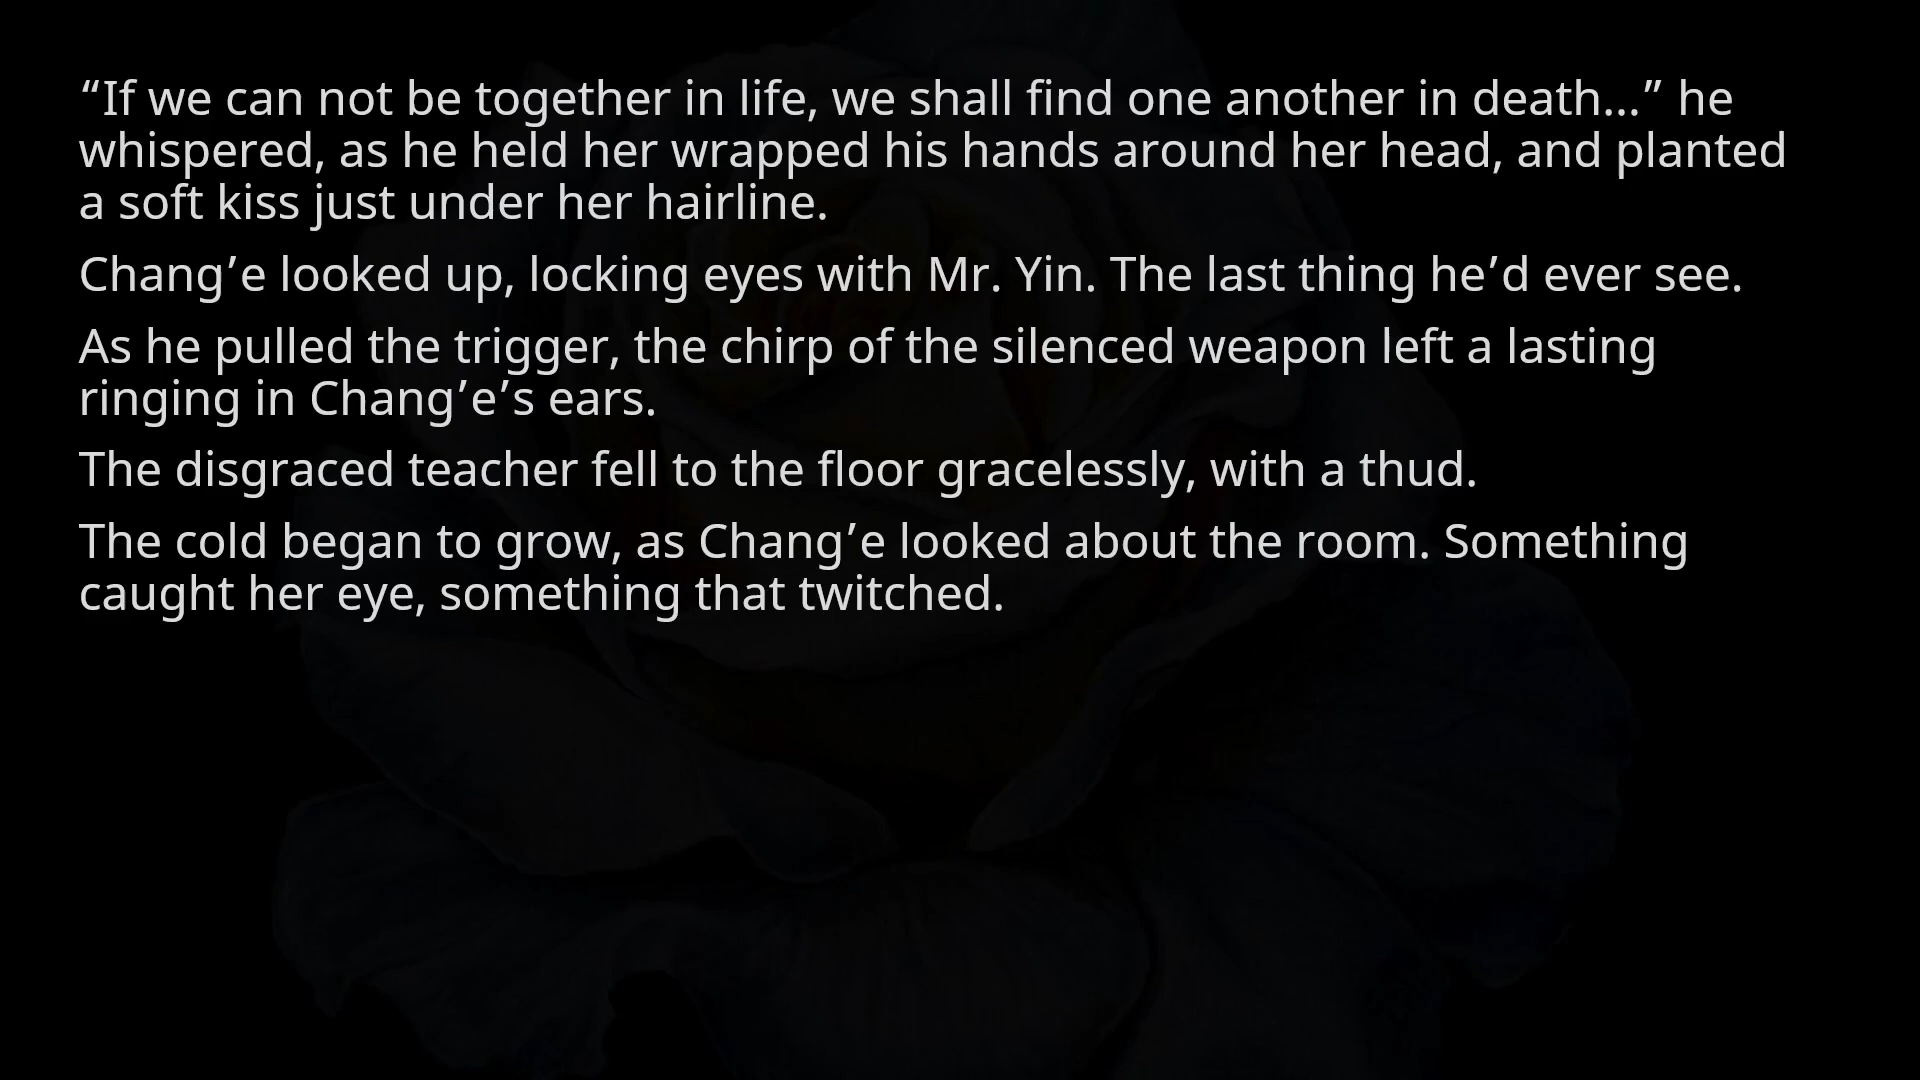 “If we can not be together in life, we shall find one another in death...” he
whispered, as he held her wrapped his hands around her head, and planted
a soft kiss just under her hairline.
Chang’e looked up, locking eyes with Mr. Yin. The last thing he’d ever see.
As he pulled the trigger, the chirp of the silenced weapon left a lasting
ringing in Chang’e’s ears.
The disgraced teacher fell to the floor gracelessly, with a thud.
The cold began to grow, as Chang’e looked about the room. Something
caught her eye, something that twitched.